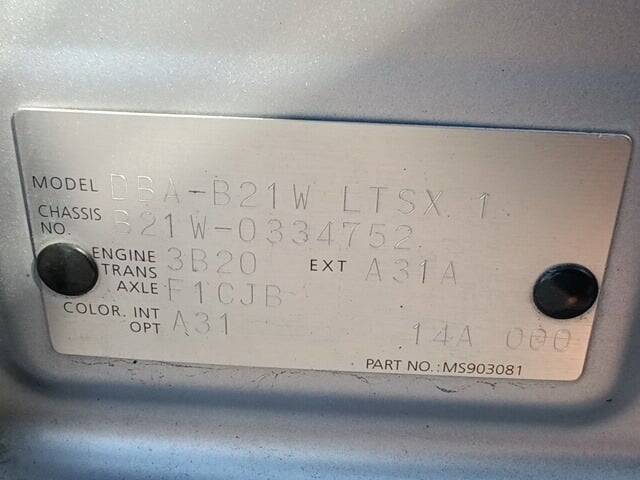 MODEL DBA-B21W LTSX 1
CHASSIS NO. B21W-0334752
ENGINE 3B20 EXT A31A
TRANS AXLE F1CJB
COLOR. INT OPT A31 14A 000
PART NO.:MS903081